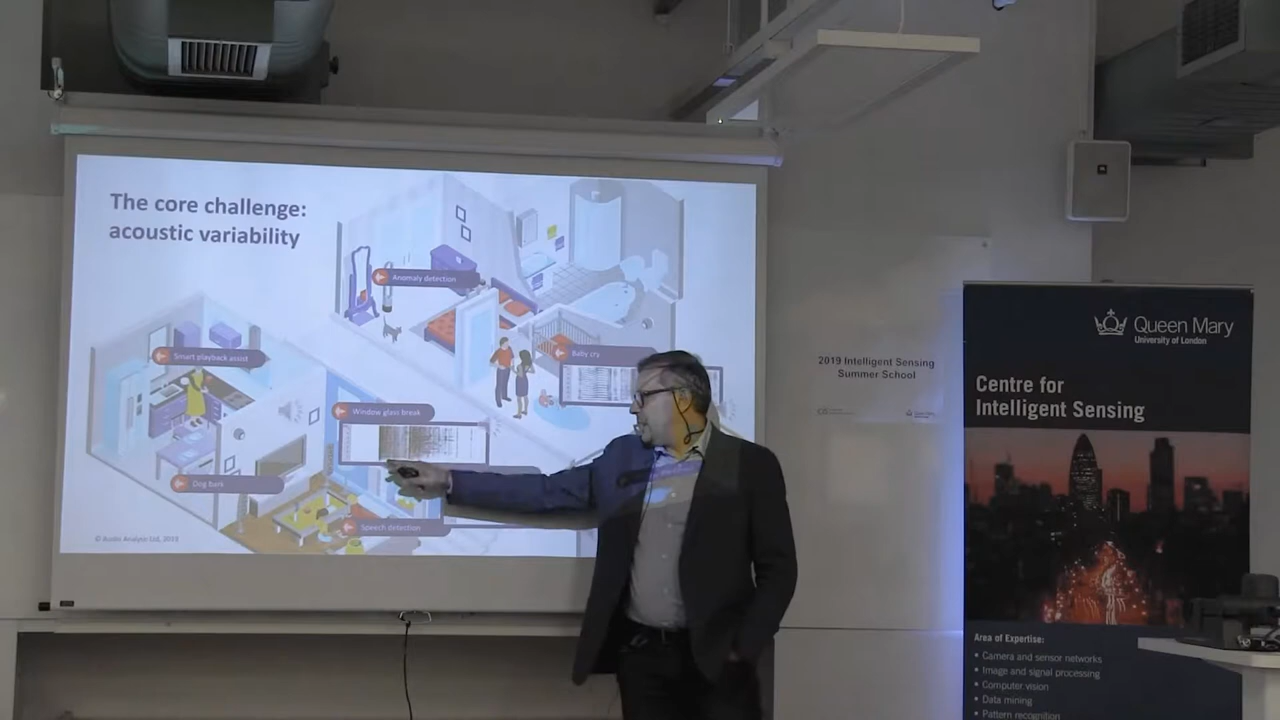 The core challenge:
acoustic variability
Anomaly detection
Smart playback assist
Baby cry
Window glass break
Dog bark
Speech detection
2019 Intelligent Sensing
Summer School
Queen Mary
University of London
Centre for
Intelligent Sensing
Area of Expertise:
• Camera and sensor networks
• Image and signal processing
• Computer vision
• Data mining
• Pattern recognition